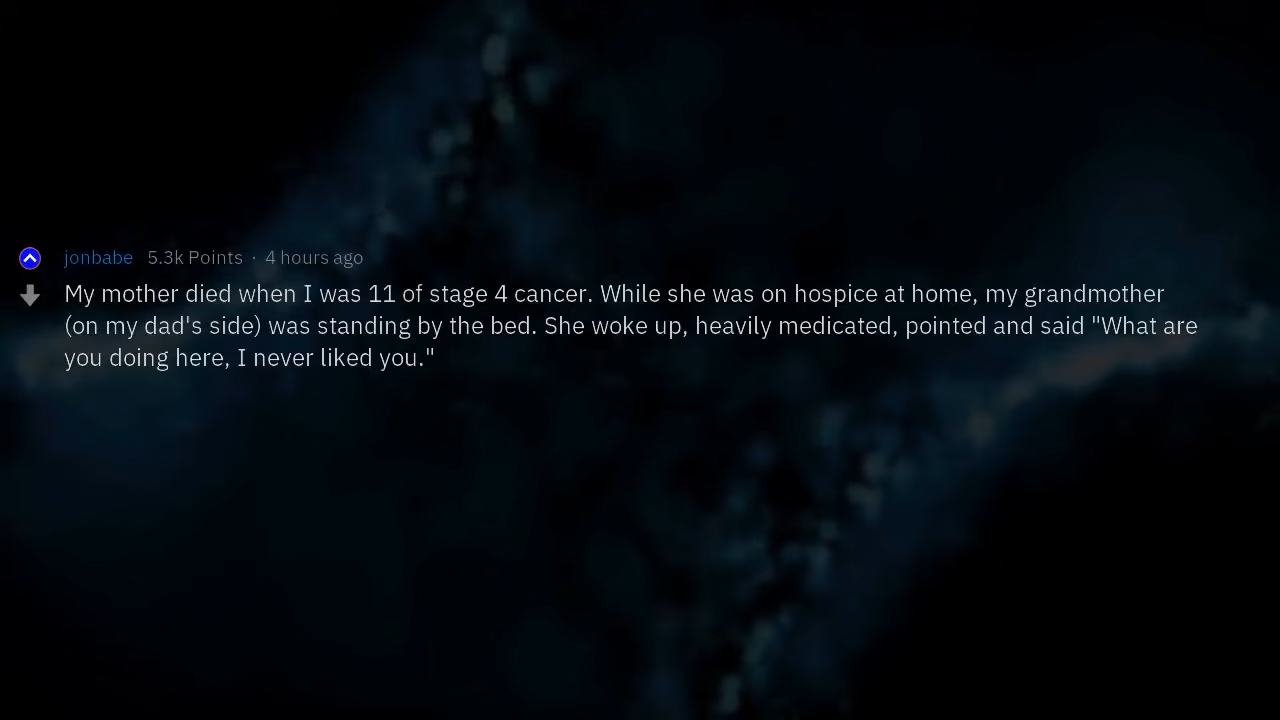 jonbabe 5.3k Points · 4 hours ago
My mother died when I was 11 of stage 4 cancer. While she was on hospice at home, my grandmother
(on my dad's side) was standing by the bed. She woke up, heavily medicated, pointed and said "What are
you doing here, I never liked you."